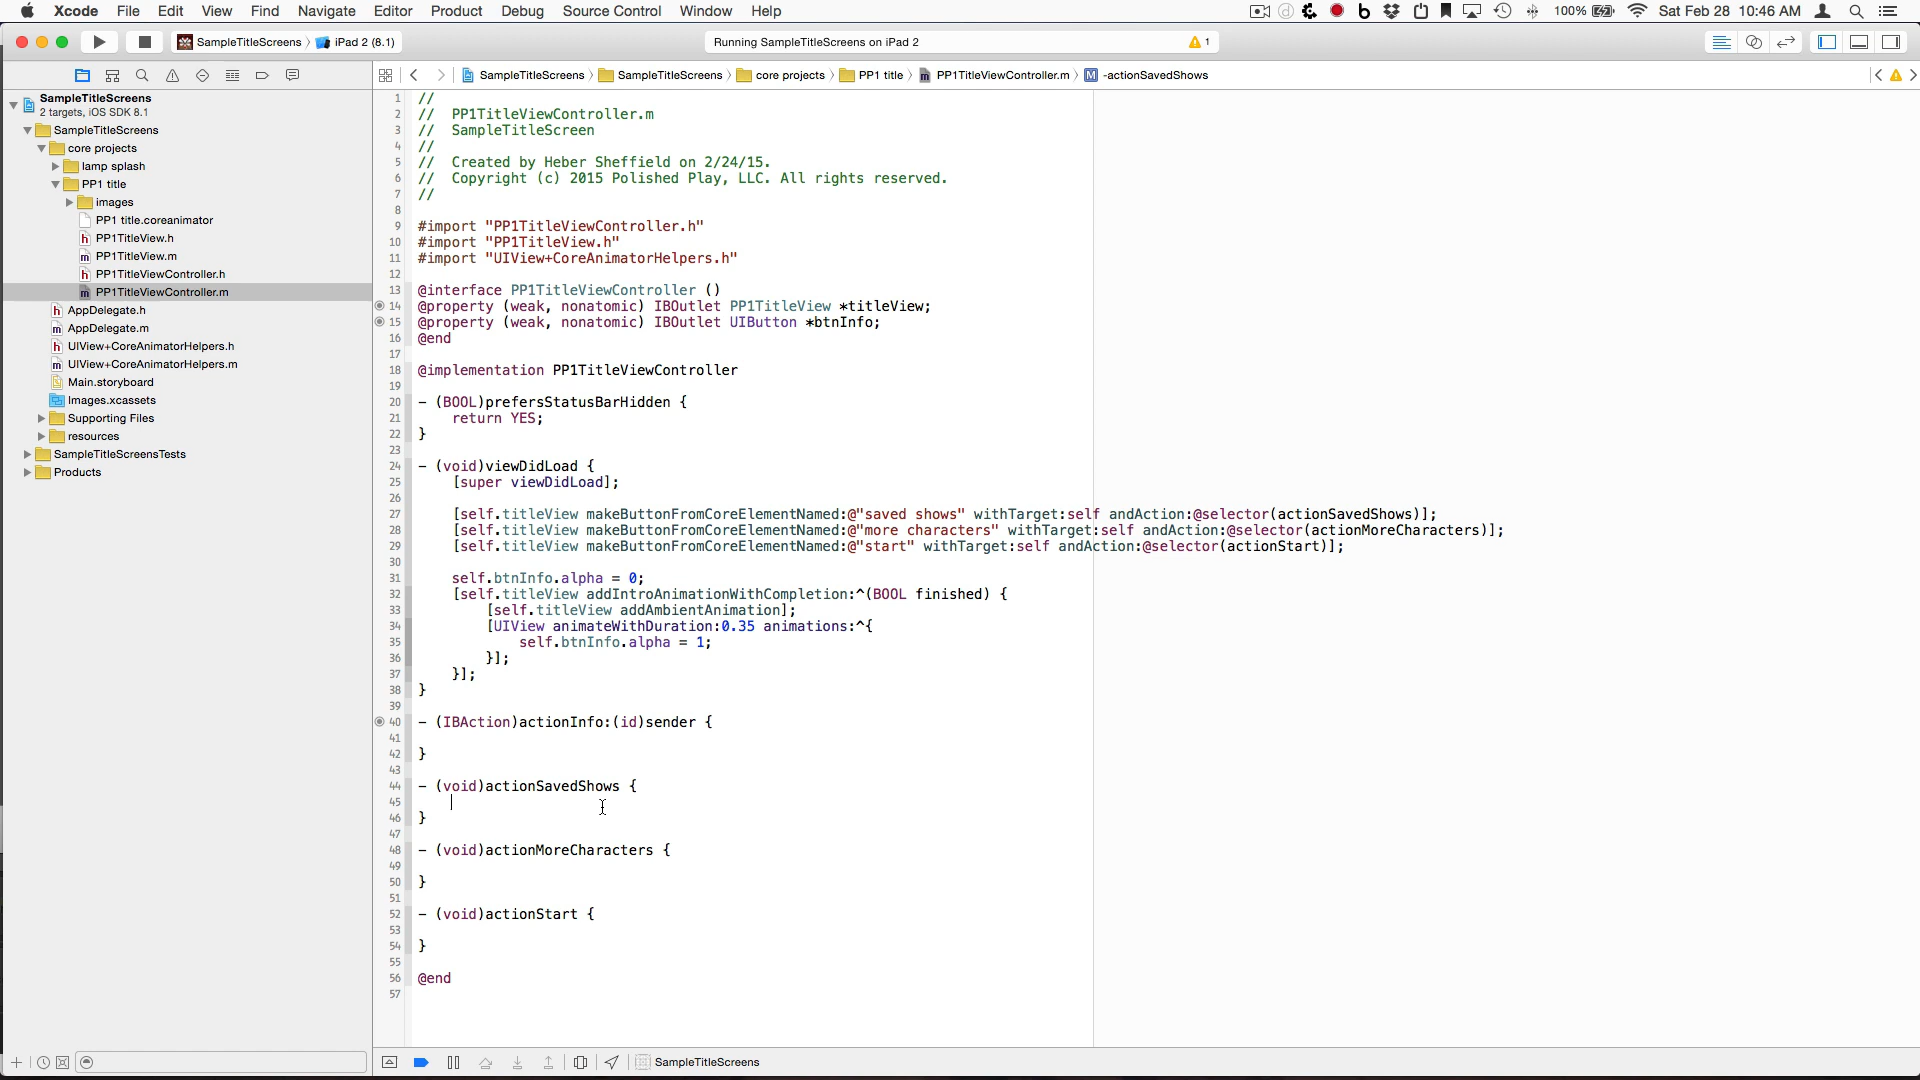 Xcode File Edit View Find Navigate Editor Product Debug Source Control Window Help 100% Sat Feb 28 10:46 AM
SampleTitleScreens iPad 2 (8.1) Running SampleTitleScreens on iPad 2 1
SampleTitleScreens SampleTitleScreens core projects PP1 title PP1TitleViewController.m M -actionSavedShows
SampleTitleScreens
2 targets, iOS SDK 8.1
SampleTitleScreens
core projects
lamp splash
PP1 title
images
PP1 title.coreanimator
h PP1TitleView.h
m PP1TitleView.m
h PP1TitleViewController.h
m PP1TitleViewController.m
h AppDelegate.h
m AppDelegate.m
h UIView+CoreAnimatorHelpers.h
m UIView+CoreAnimatorHelpers.m
Main.storyboard
Images.xcassets
Supporting Files
resources
SampleTitleScreensTests
Products
1 //
2 // PP1TitleViewController.m
3 // SampleTitleScreen
4 //
5 // Created by Heber Sheffield on 2/24/15.
6 // Copyright (c) 2015 Polished Play, LLC. All rights reserved.
7 //
8
9 #import "PP1TitleViewController.h"
10 #import "PP1TitleView.h"
11 #import "UIView+CoreAnimatorHelpers.h"
12
13 @interface PP1TitleViewController ()
14 @property (weak, nonatomic) IBOutlet PP1TitleView *titleView;
15 @property (weak, nonatomic) IBOutlet UIButton *btnInfo;
16 @end
17
18 @implementation PP1TitleViewController
19
20 - (BOOL)prefersStatusBarHidden {
21 return YES;
22 }
23
24 - (void)viewDidLoad {
25 [super viewDidLoad];
26
27 [self.titleView makeButtonFromCoreElementNamed:@"saved shows" withTarget:self andAction:@selector(actionSavedShows)];
28 [self.titleView makeButtonFromCoreElementNamed:@"more characters" withTarget:self andAction:@selector(actionMoreCharacters)];
29 [self.titleView makeButtonFromCoreElementNamed:@"start" withTarget:self andAction:@selector(actionStart)];
30
31 self.btnInfo.alpha = 0;
32 [self.titleView addIntroAnimationWithCompletion:^(BOOL finished) {
33 [self.titleView addAmbientAnimation];
34 [UIView animateWithDuration:0.35 animations:^{
35 self.btnInfo.alpha = 1;
36 }];
37 }];
38 }
39
40 - (IBAction)actionInfo:(id)sender {
41
42 }
43
44 - (void)actionSavedShows {
45
46 }
47
48 - (void)actionMoreCharacters {
49
50 }
51
52 - (void)actionStart {
53
54 }
55
56 @end
57
SampleTitleScreens